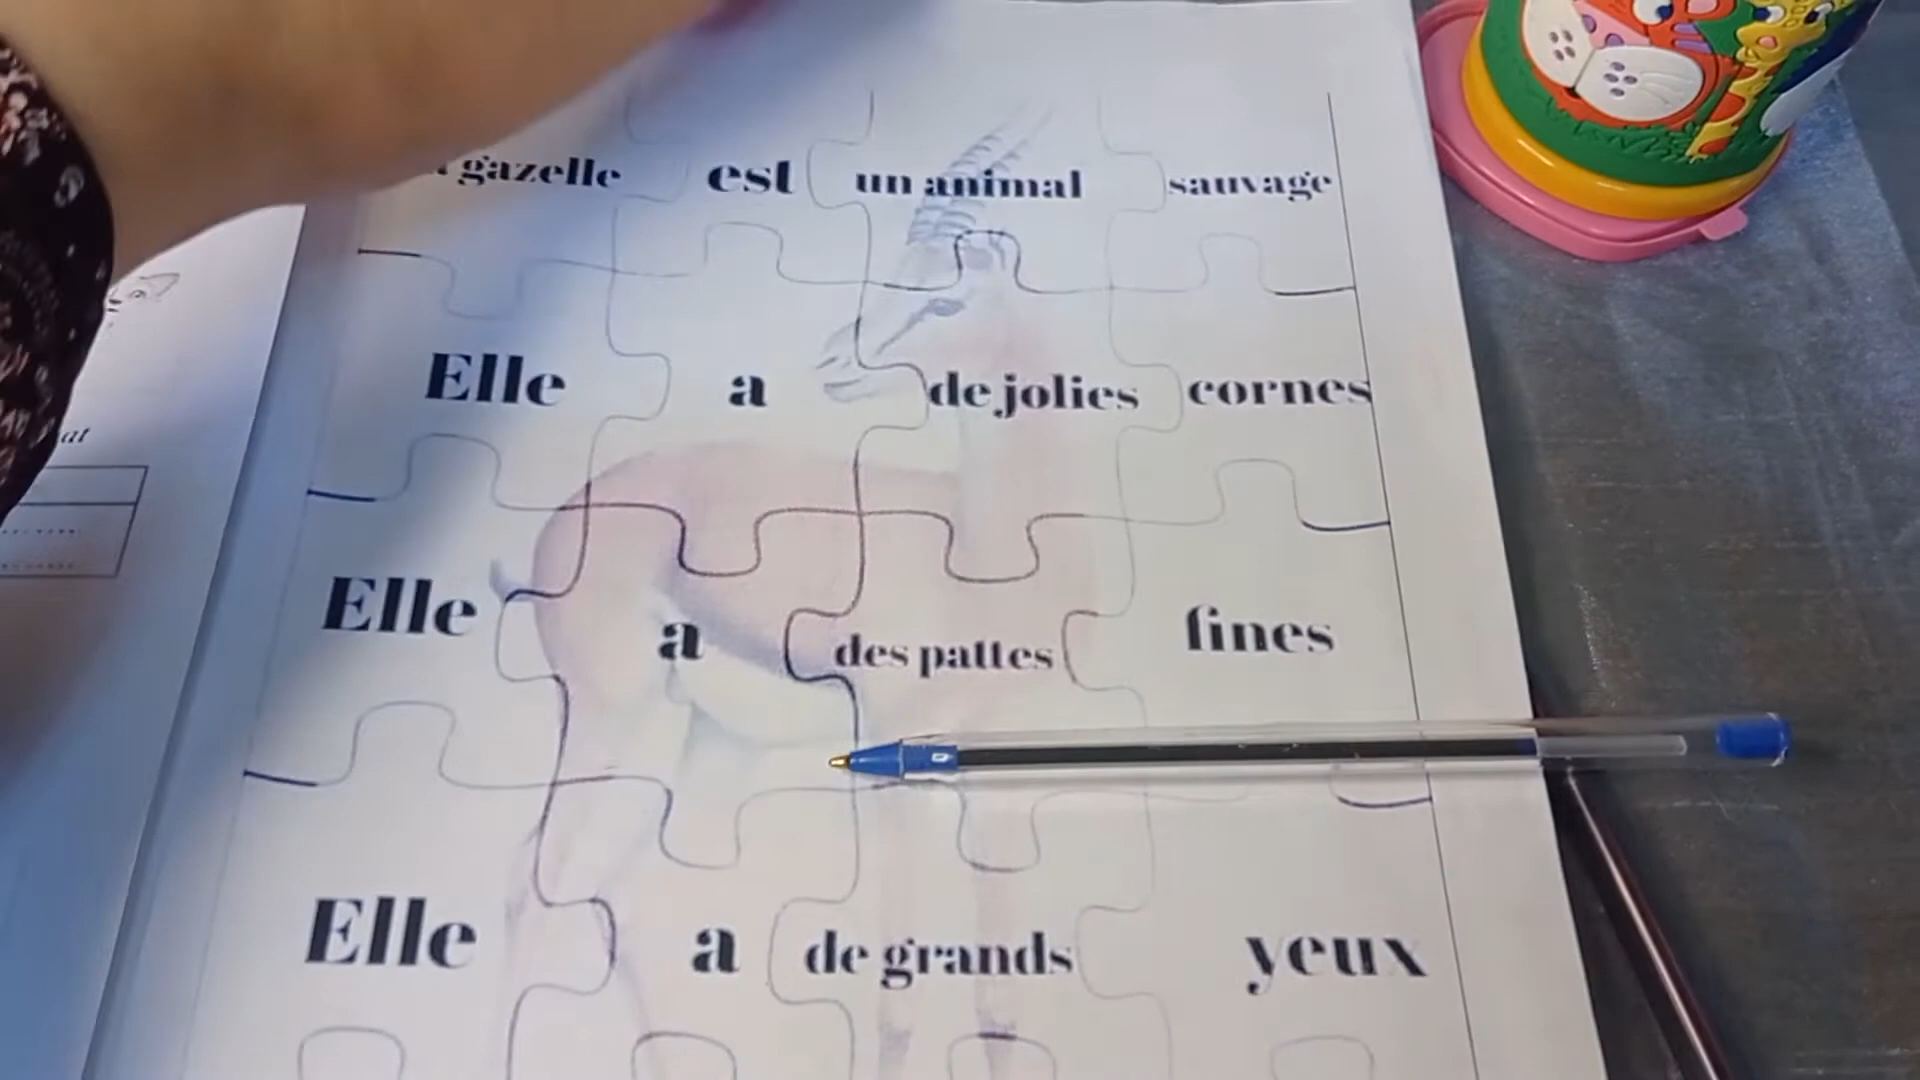 gazelle est un animal sauvage
Elle a de jolies cornes
Elle a des pattes fines
Elle a de grands yeux